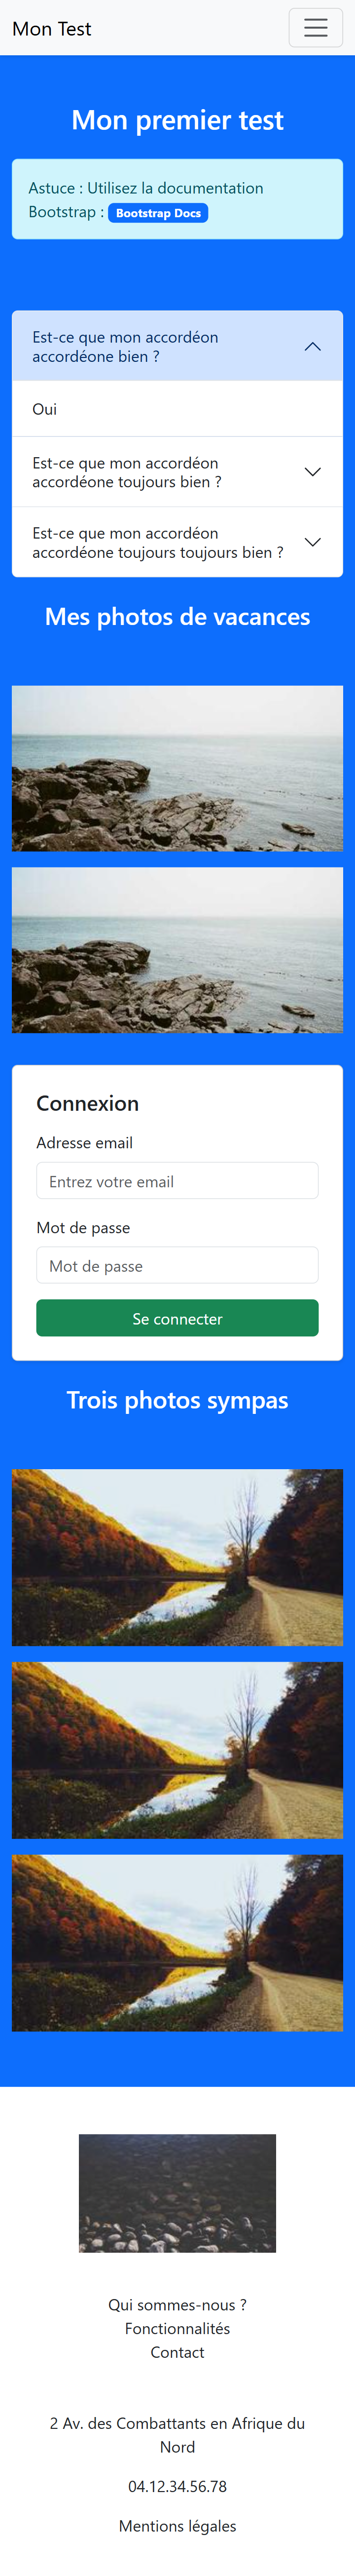 Mon Test
Mon premier test
Astuce : Utilisez la documentation
Bootstrap : Bootstrap Docs
Est-ce que mon accordéon
accordéone bien ?
Oui
Est-ce que mon accordéon
accordéone toujours bien ?
Est-ce que mon accordéon
accordéone toujours toujours bien ?
Mes photos de vacances
Connexion
Adresse email
Entrez votre email
Mot de passe
Mot de passe
Se connecter
Trois photos sympas
Qui sommes-nous ?
Fonctionnalités
Contact
2 Av. des Combattants en Afrique du
Nord
04.12.34.56.78
Mentions légales